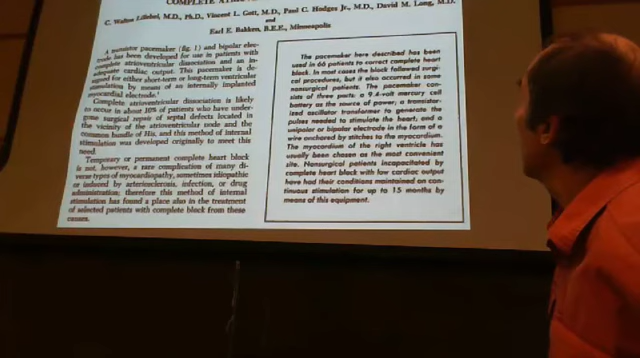 COMPLETE
C. Walton Lillehei, M.D., Ph.D., Vincent L. Gott, M.D., Paul C. Hodges Jr., M.D., David M. Long, M.D.
and
Earl E. Bakken, B.E.E., Minneapolis
A transistor pacemaker (fig. 1) and bipolar elec-
trode has been developed for use in patients with
complete atrioventricular dissociation and an in-
adequate cardiac output. This pacemaker is de-
signed for either short-term or long-term ventricular
stimulation by means of an internally implanted
myocardial electrode.
Complete atrioventricular dissociation is likely
to occur in about 10% of patients who have under-
gone surgical repair of septal defects located in
the vicinity of the atrioventricular node and the
common bundle of His, and this method of internal
stimulation was developed originally to meet this
need.
Temporary or permanent complete heart block
is not, however, a rare complication of many di-
verse types of myocardiopathy, sometimes idiopathic
or induced by arteriosclerosis, infection, or drug
administration; therefore this method of internal
stimulation has found a place also in the treatment
of selected patients with complete block from these
causes.
The pacemaker here described has been
used in 66 patients to correct complete heart
block. In most cases the block followed surgi-
cal procedures, but it also occurred in some
nonsurgical patients. The pacemaker con-
sists of three parts: a 9.4-volt mercury cell
battery as the source of power; a transistor-
ized oscillator transformer to generate the
pulses needed to stimulate the heart; and a
unipolar or bipolar electrode in the form of a
wire anchored by stitches to the myocardium.
The myocardium of the right ventricle has
usually been chosen as the most convenient
site. Nonsurgical patients incapacitated by
complete heart block with low cardiac output
have had their conditions maintained on con-
tinuous stimulation for up to 15 months by
means of this equipment.